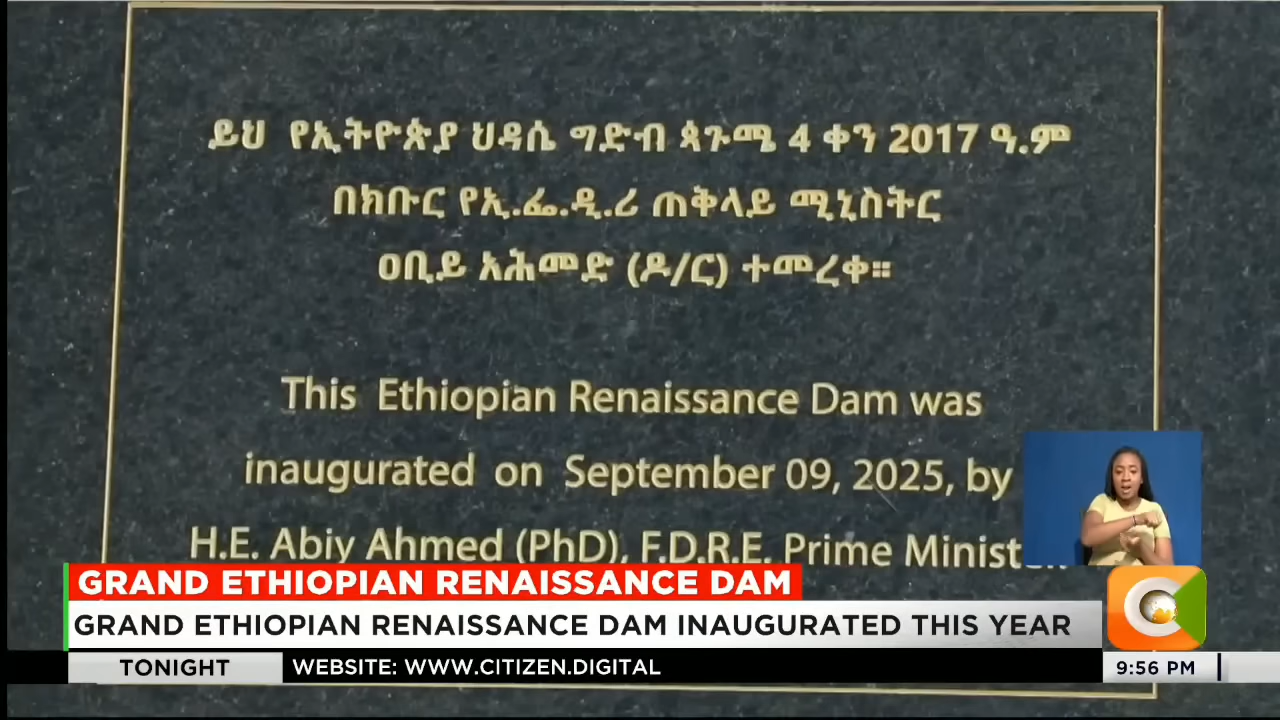 ይህ የኢትዮጵያ ህዳሴ ግድብ ጳጉሜ 4 ቀን 2017 ዓ.ም
በክቡር የኢ.ፌ.ዲ.ሪ ጠቅላይ ሚኒስትር
ዐቢይ አሕመድ (ዶ/ር) ተመረቀ።
This Ethiopian Renaissance Dam was
inaugurated on September 09, 2025, by
H.E. Abiy Ahmed (PhD), F.D.R.E. Prime
GRAND ETHIOPIAN RENAISSANCE DAM
GRAND ETHIOPIAN RENAISSANCE DAM INAUGURATED THIS YEAR
TONIGHT WEBSITE: WWW.CITIZEN.DIGITAL 9:56 PM